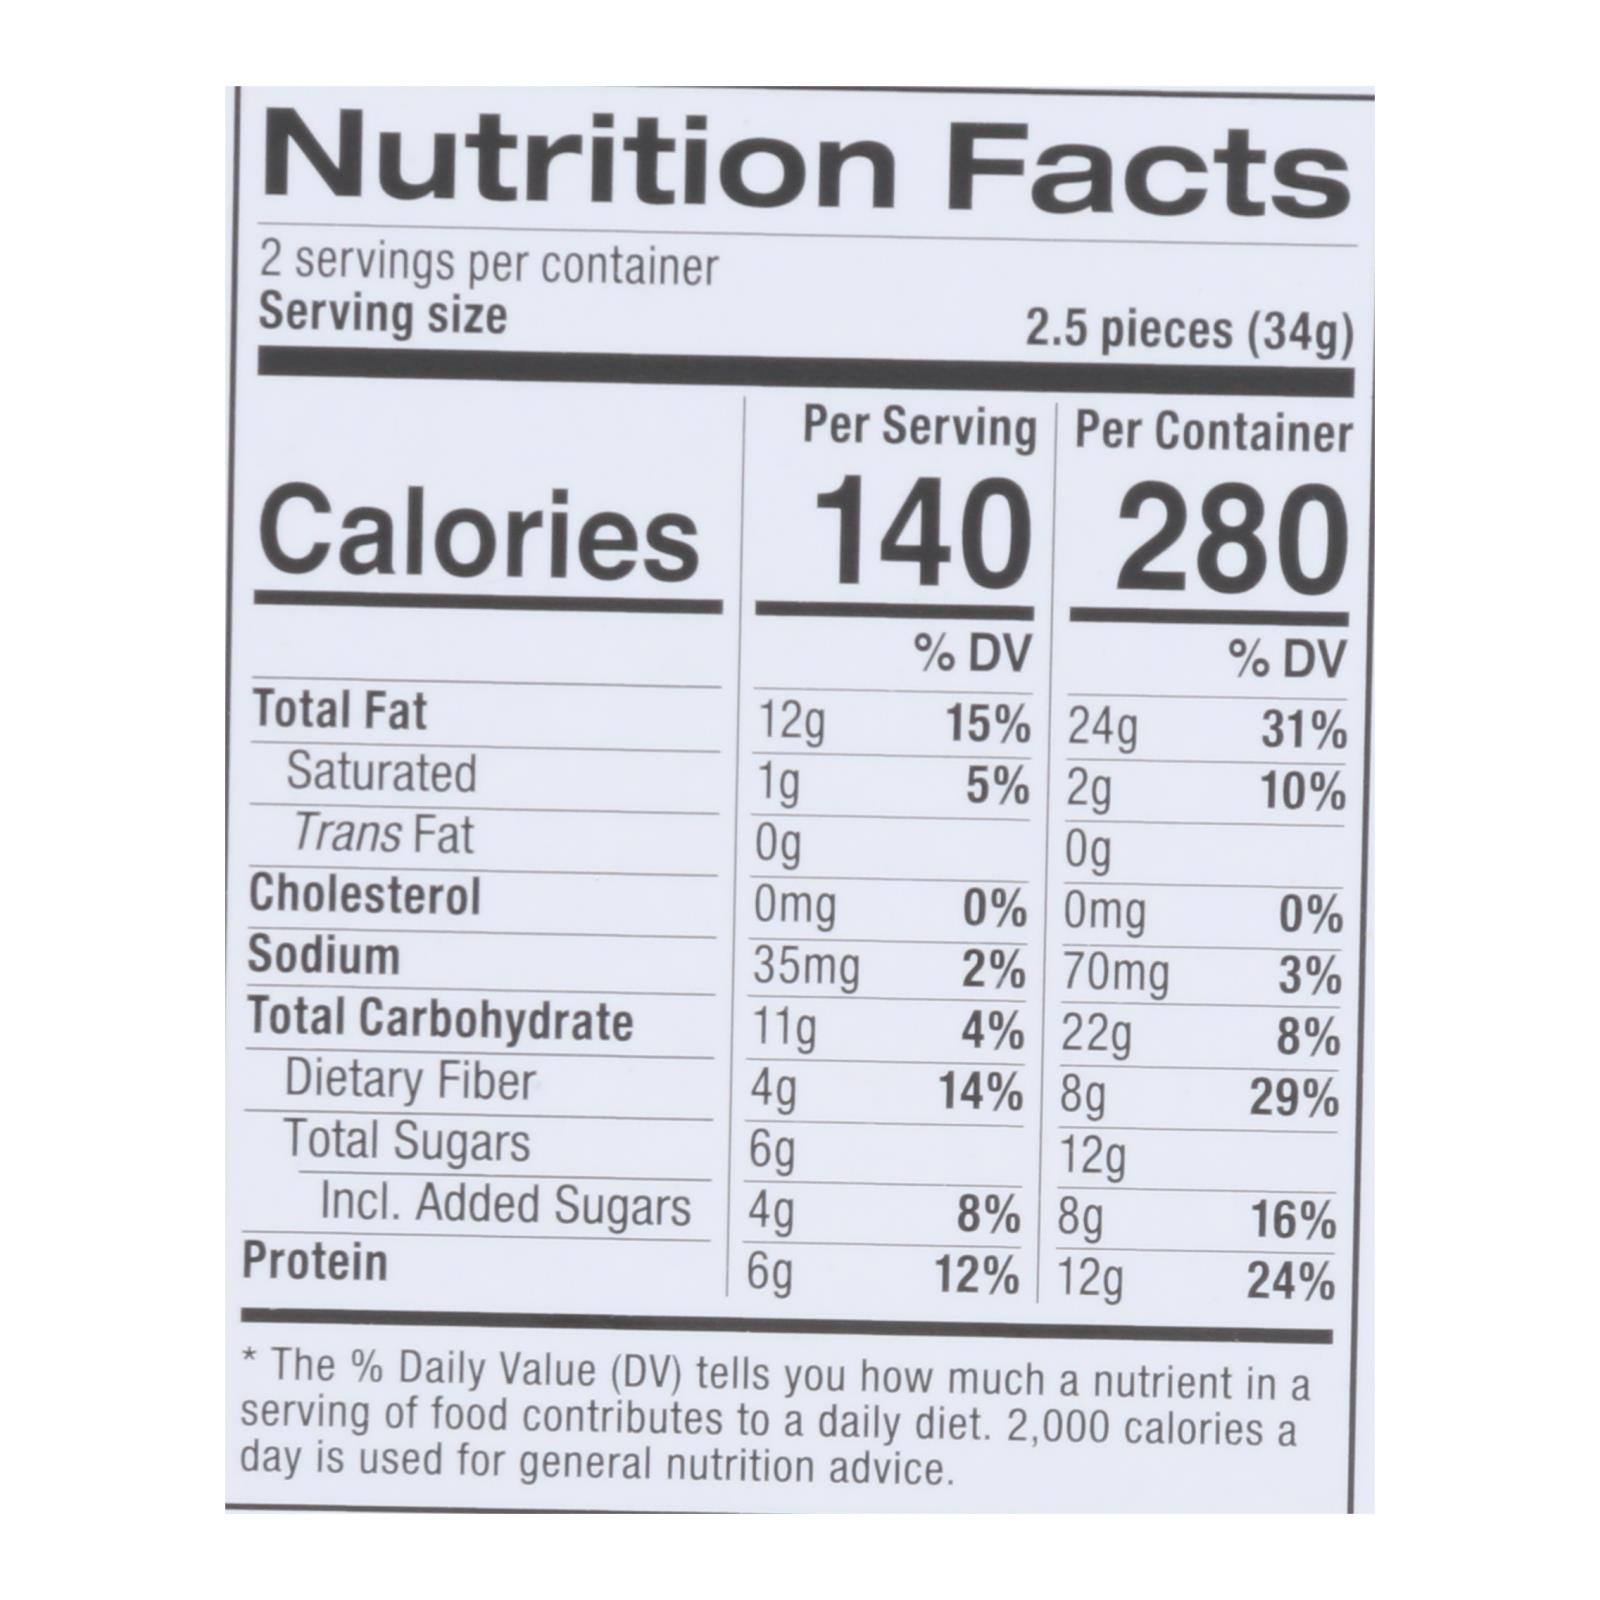 Nutrition Facts
2 servings per container
Serving size 2.5 pieces (34g)
Per Serving Per Container
Calories 140 280
% DV % DV
Total Fat 12g 15% 24g 31%
Saturated 1g 5% 2g 10%
Trans Fat 0g 0g
Cholesterol 0mg 0% 0mg 0%
Sodium 35mg 2% 70mg 3%
Total Carbohydrate 11g 4% 22g 8%
Dietary Fiber 4g 14% 8g 29%
Total Sugars 6g 12g
Incl. Added Sugars 4g 8% 8g 16%
Protein 6g 12% 12g 24%
* The % Daily Value (DV) tells you how much a nutrient in a
serving of food contributes to a daily diet. 2,000 calories a
day is used for general nutrition advice.